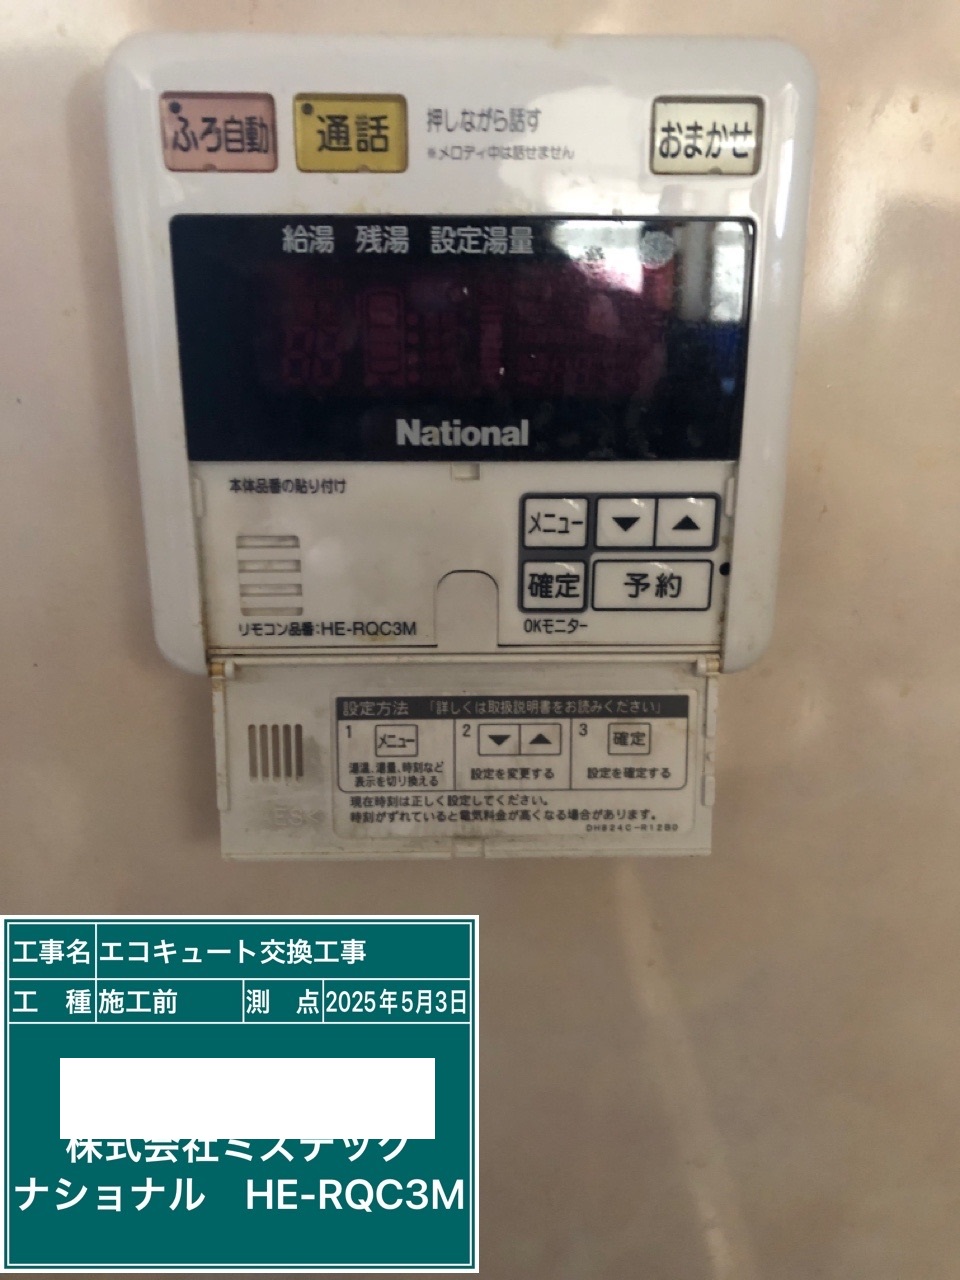 ふろ自動 通話 押しながら話す おまかせ
※メロディ中は話せません
給湯 残湯 設定湯量
National
本体品番の貼り付け
メニュー ▼ ▲
確定 予約
リモコン品番:HE-RQC3M
OKモニター
設定方法 「詳しくは取扱説明書をお読みください」
1 メニュー 2 ▼ ▲ 3 確定
湯温、湯量、時刻など
表示を切り換える
設定を変更する
設定を確定する
現在時刻は正しく設定してください。
時刻がずれていると電気料金が高くなる場合があります。
DH824C-R12B0
工事名 エコキュート交換工事
工 種 施工前 測 点 2025年5月3日
株式会社ミズテック
ナショナル HE-RQC3M